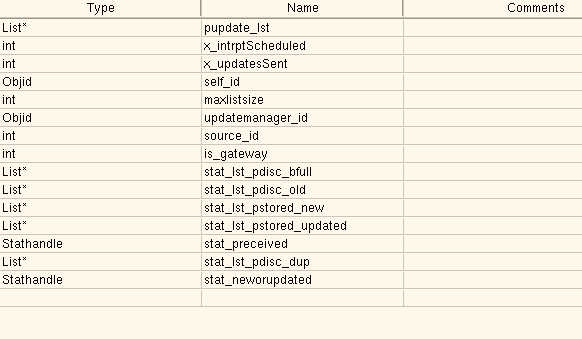 Type Name Comments
List* pupdate_lst
int x_intrptScheduled
int x_updatesSent
Objid self_id
int maxlistsize
Objid updatemanager_id
int source_id
int is_gateway
List* stat_lst_pdisc_bfull
List* stat_lst_pdisc_old
List* stat_lst_pstored_new
List* stat_lst_pstored_updated
Stathandle stat_preceived
List* stat_lst_pdisc_dup
Stathandle stat_neworupdated